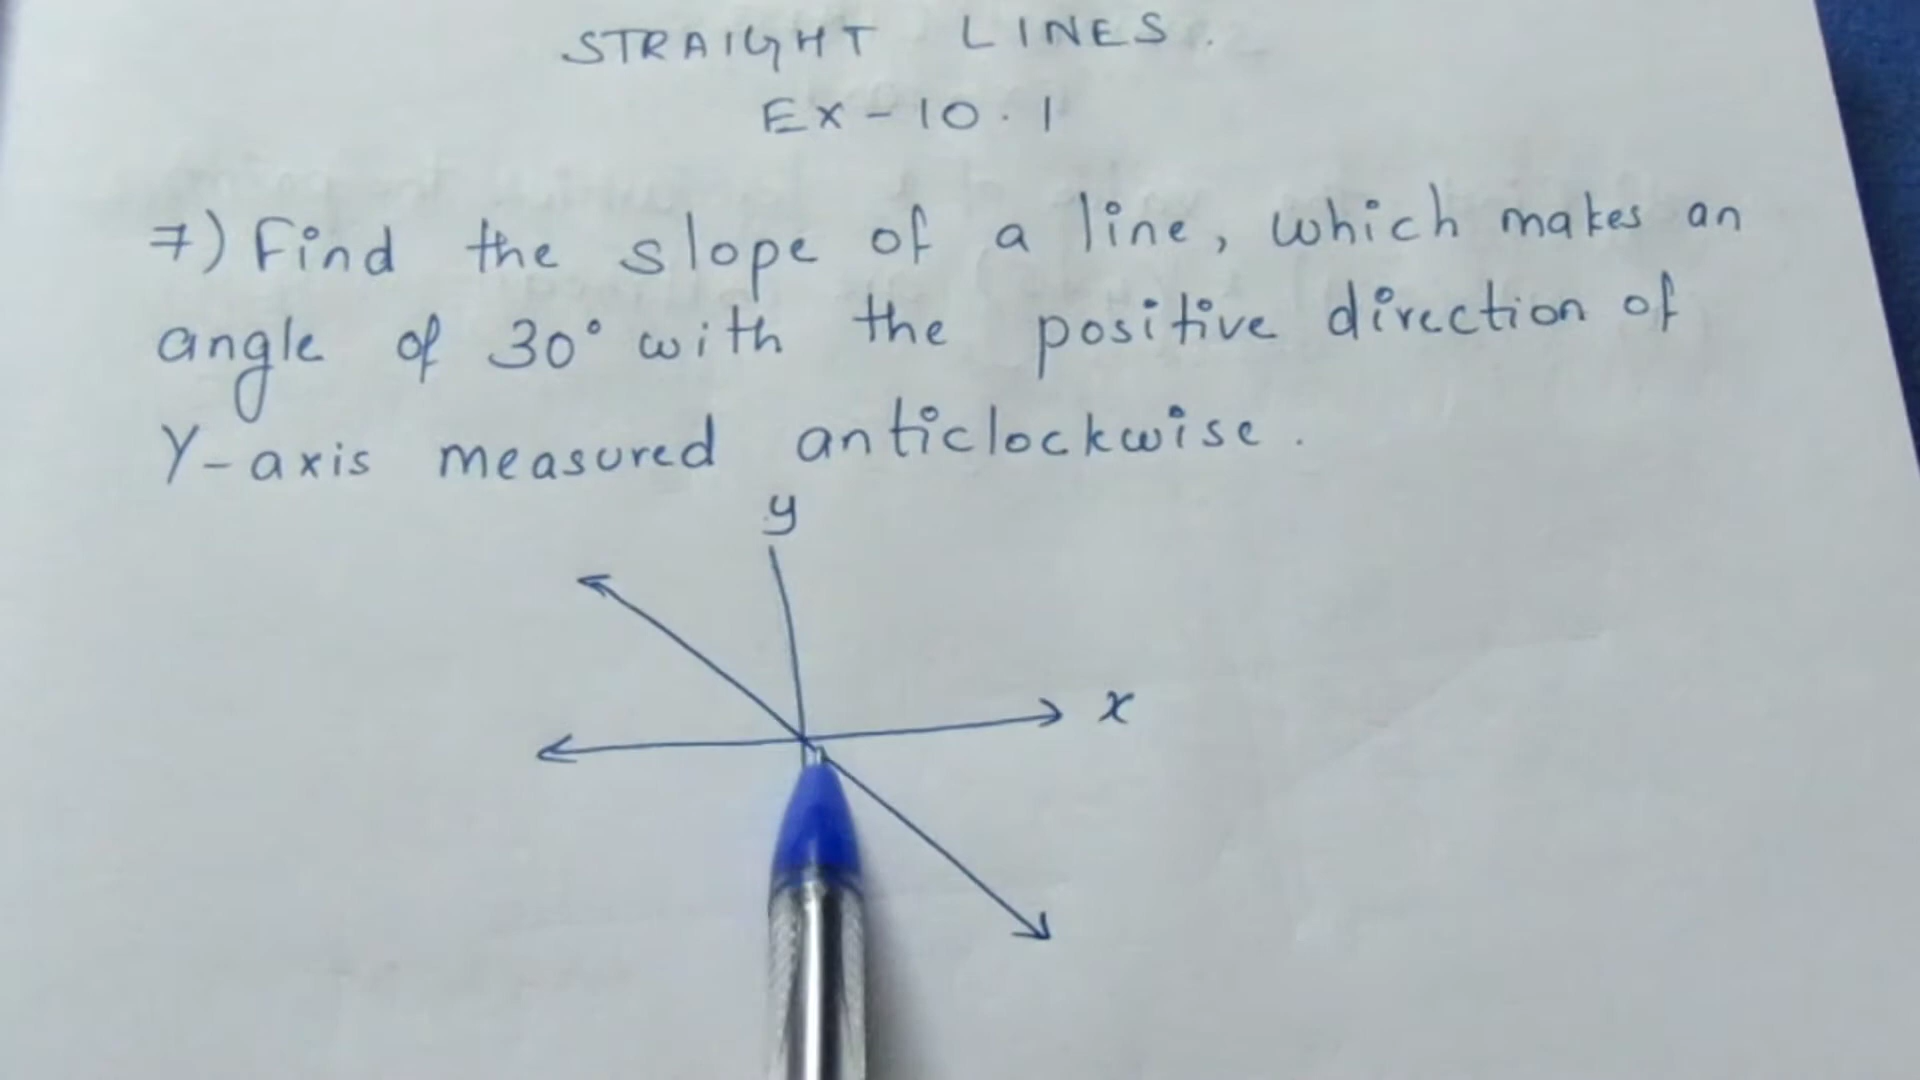 STRAIGHT LINES.
EX-10.1
7) Find the slope of a line, which makes an
angle of 30° with the positive direction of
Y-axis measured anticlockwise.
y
x